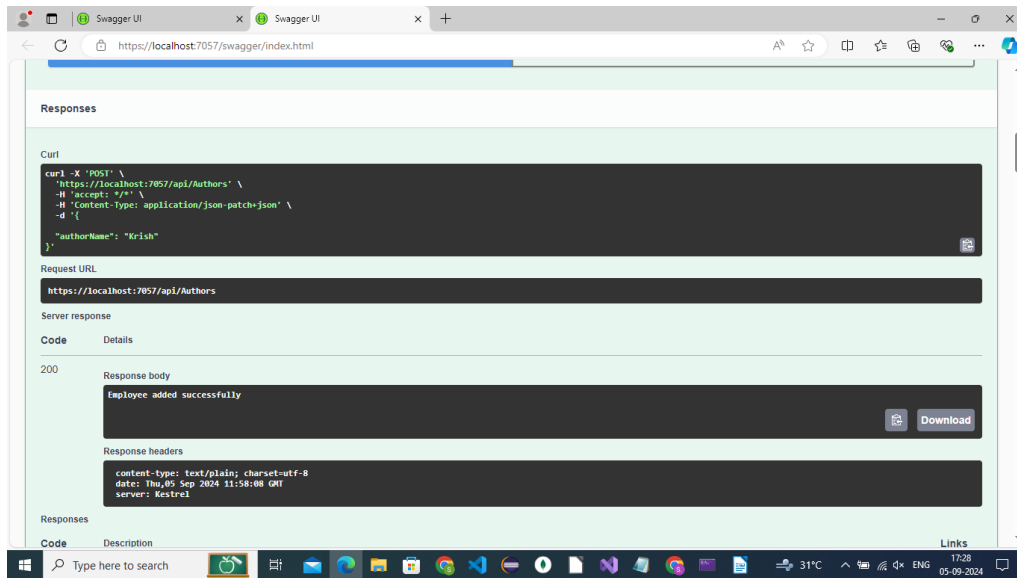 Swagger UI
Swagger UI
https://localhost:7057/swagger/index.html
Responses
Curl
curl -X 'POST' \
'https://localhost:7057/api/Authors' \
-H 'accept: */*' \
-H 'Content-Type: application/json-patch+json' \
-d '{
"authorName": "Krish"
}'
Request URL
https://localhost:7057/api/Authors
Server response
Code Details
200
Response body
Employee added successfully
Download
Response headers
content-type: text/plain; charset=utf-8
date: Thu,05 Sep 2024 11:58:08 GMT
server: Kestrel
Responses
Code Description Links
Type here to search
31°C
ENG
17:28
05-09-2024